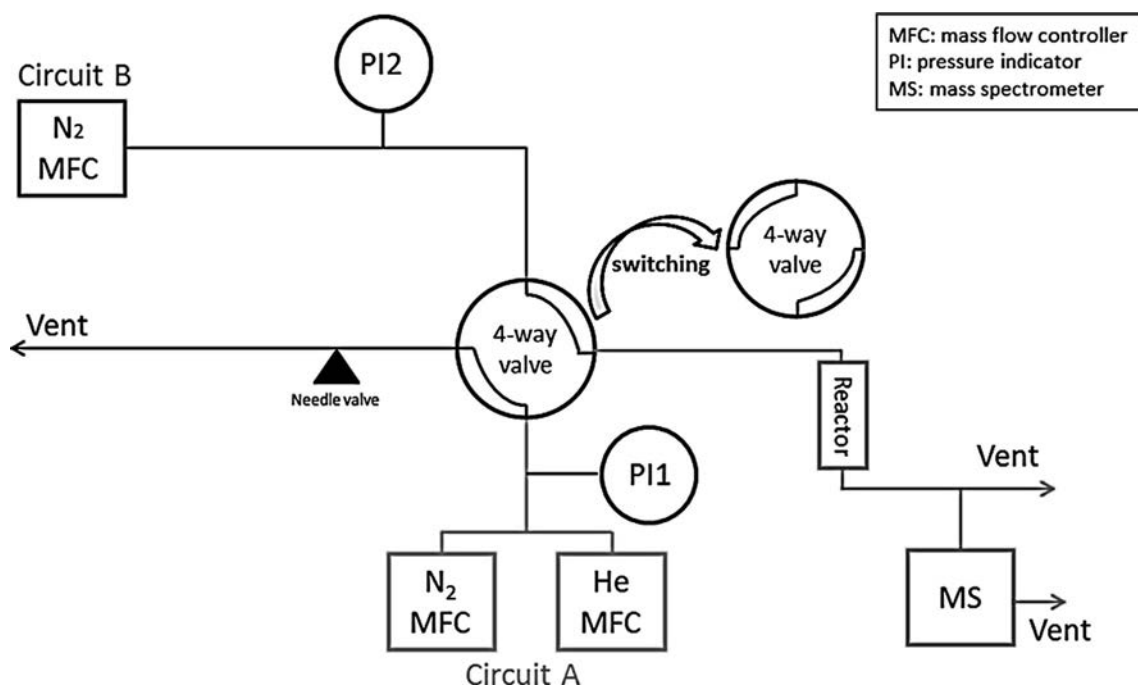 MFC: mass flow controller
PI: pressure indicator
MS: mass spectrometer
PI2
Circuit B
N₂
MFC
4-way
valve
switching
Vent
4-way
valve
Needle valve
Reactor
PI1
Vent
N₂
MFC
He
MFC
MS
Vent
Circuit A